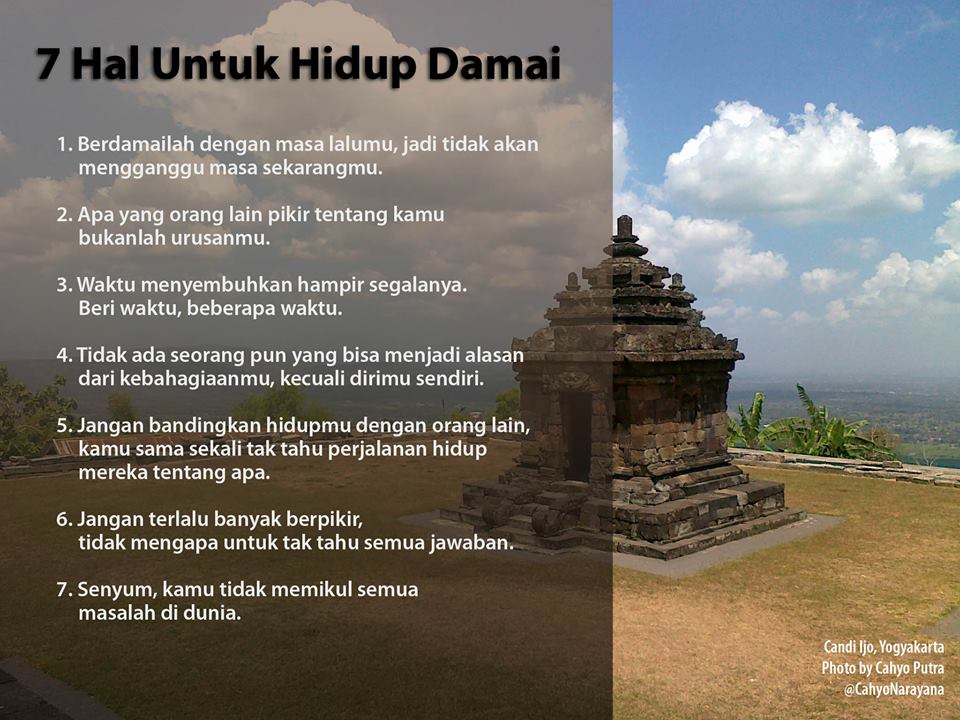 7 Hal Untuk Hidup Damai
1. Berdamailah dengan masa lalumu, jadi tidak akan
mengganggu masa sekarangmu.
2. Apa yang orang lain pikir tentang kamu
bukanlah urusanmu.
3. Waktu menyembuhkan hampir segalanya.
Beri waktu, beberapa waktu.
4. Tidak ada seorang pun yang bisa menjadi alasan
dari kebahagiaanmu, kecuali dirimu sendiri.
5. Jangan bandingkan hidupmu dengan orang lain,
kamu sama sekali tak tahu perjalanan hidup
mereka tentang apa.
6. Jangan terlalu banyak berpikir,
tidak mengapa untuk tak tahu semua jawaban.
7. Senyum, kamu tidak memikul semua
masalah di dunia.
Candi Ijo, Yogyakarta
Photo by Cahyo Putra
@CahyoNarayana